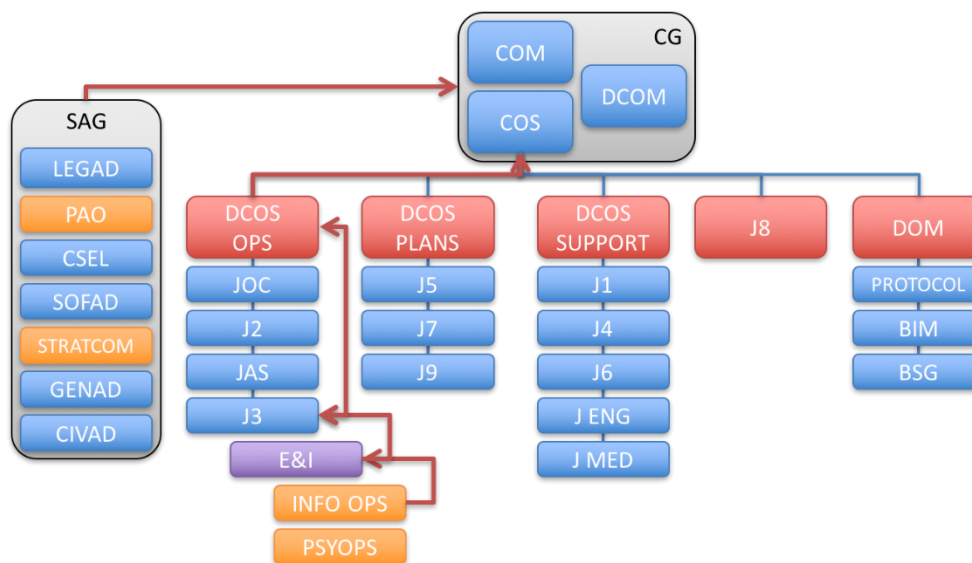 CG
COM
DCOM
COS
SAG
LEGAD
PAO
CSEL
SOFAD
STRATCOM
GENAD
CIVAD
DCOS
OPS
JOC
J2
JAS
J3
E&I
INFO OPS
PSYOPS
DCOS
PLANS
J5
J7
J9
DCOS
SUPPORT
J1
J4
J6
J ENG
J MED
J8
DOM
PROTOCOL
BIM
BSG